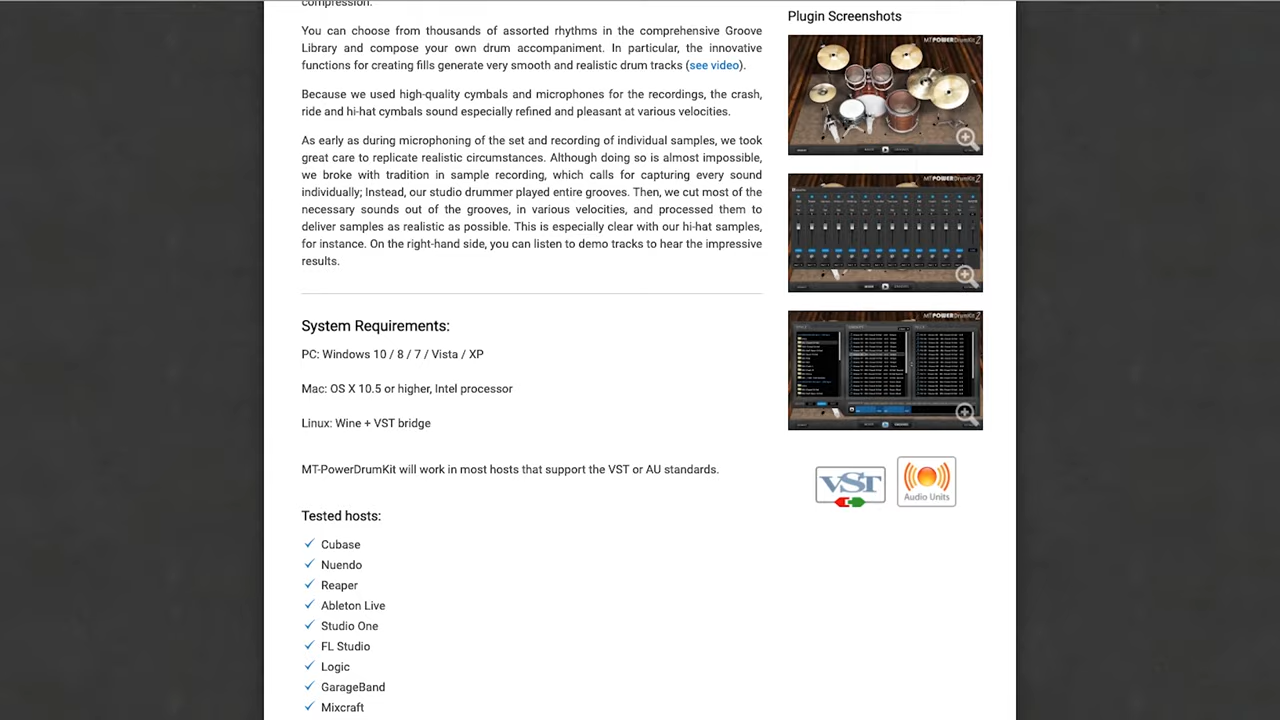 compression.
You can choose from thousands of assorted rhythms in the comprehensive Groove
Library and compose your own drum accompaniment. In particular, the innovative
functions for creating fills generate very smooth and realistic drum tracks (see video).
Because we used high-quality cymbals and microphones for the recordings, the crash,
ride and hi-hat cymbals sound especially refined and pleasant at various velocities.
As early as during microphoning of the set and recording of individual samples, we took
great care to replicate realistic circumstances. Although doing so is almost impossible,
we broke with tradition in sample recording, which calls for capturing every sound
individually; Instead, our studio drummer played entire grooves. Then, we cut most of the
necessary sounds out of the grooves, in various velocities, and processed them to
deliver samples as realistic as possible. This is especially clear with our hi-hat samples,
for instance. On the right-hand side, you can listen to demo tracks to hear the impressive
results.
System Requirements:
PC: Windows 10 / 8 / 7 / Vista / XP
Mac: OS X 10.5 or higher, Intel processor
Linux: Wine + VST bridge
MT-PowerDrumKit will work in most hosts that support the VST or AU standards.
Tested hosts:
Cubase
Nuendo
Reaper
Ableton Live
Studio One
FL Studio
Logic
GarageBand
Mixcraft
Plugin Screenshots
MT POWER DrumKit 2
MT POWER DrumKit 2
MT POWER DrumKit 2
VST
Audio Units